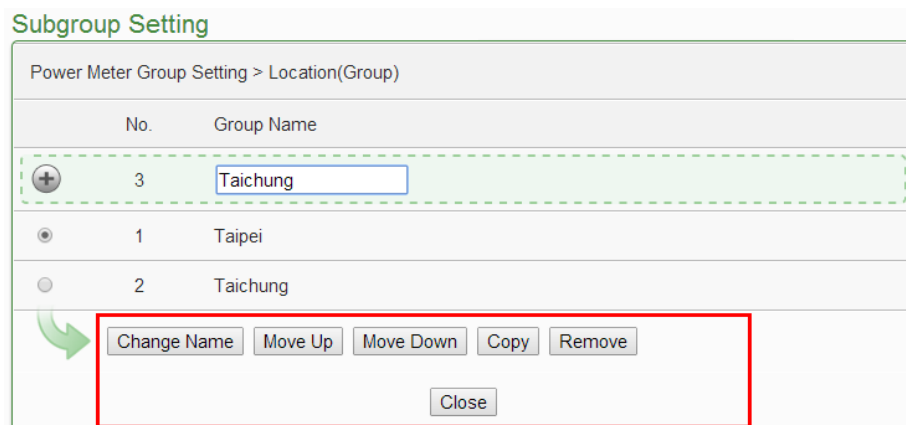 Subgroup Setting
Power Meter Group Setting > Location(Group)
No. Group Name
3 Taichung
1 Taipei
2 Taichung
Change Name Move Up Move Down Copy Remove
Close